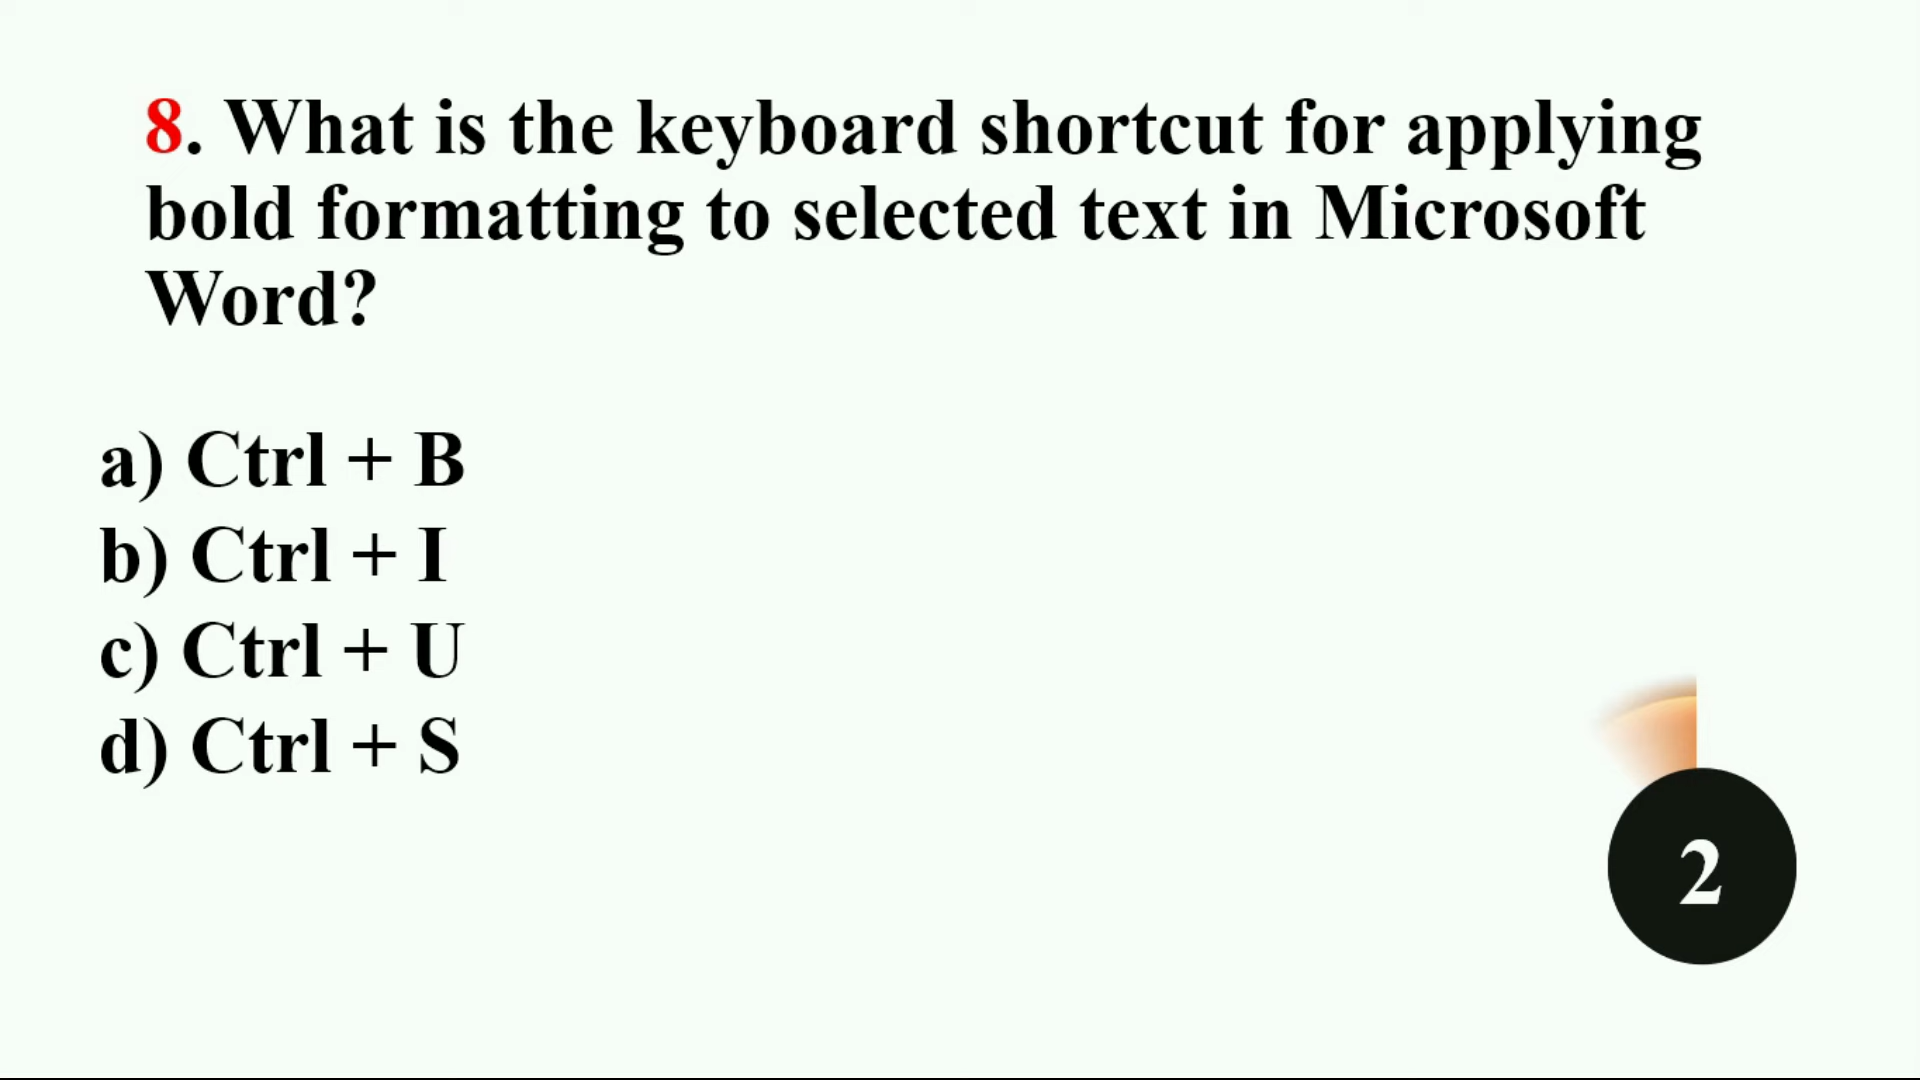 8. What is the keyboard shortcut for applying
bold formatting to selected text in Microsoft
Word?
a) Ctrl + B
b) Ctrl + I
c) Ctrl + U
d) Ctrl + S
2